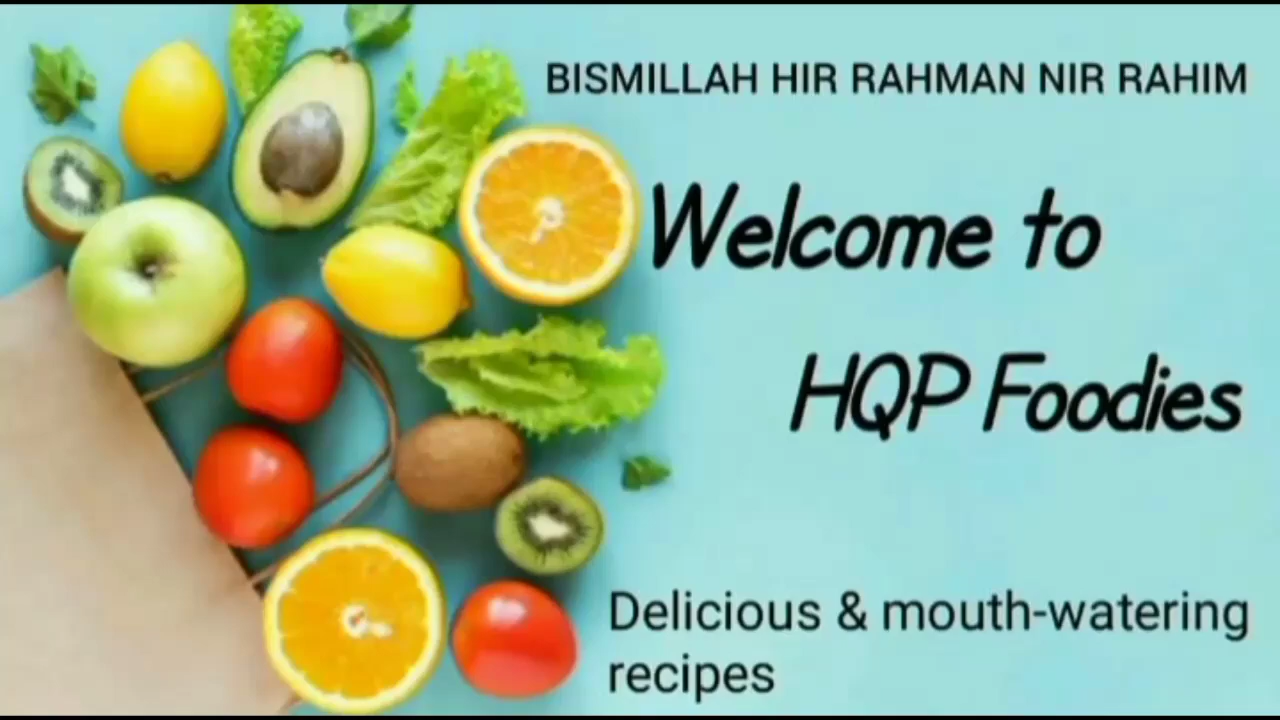 BISMILLAH HIR RAHMAN NIR RAHIM
Welcome to
HQP Foodies
Delicious & mouth-watering
recipes